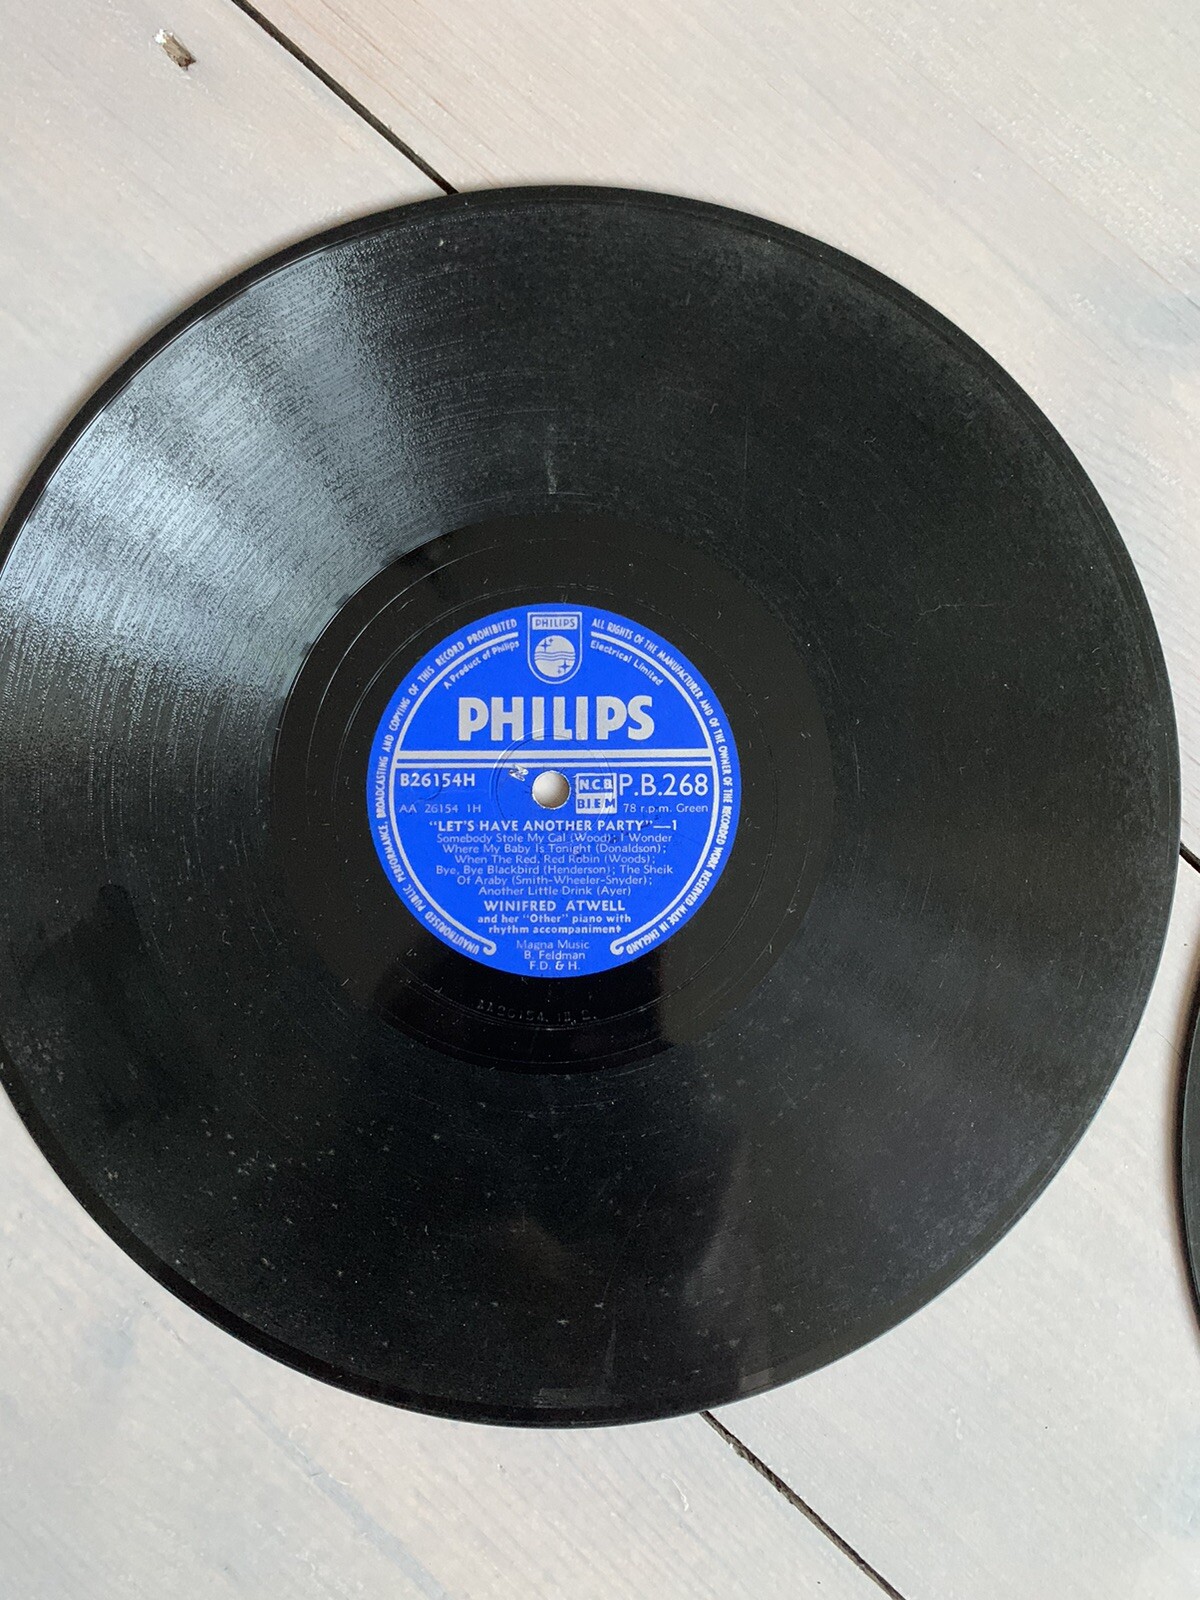 UNAUTHORISED PUBLIC PERFORMANCE, BROADCASTING AND COPYING OF THIS RECORD PROHIBITED
ALL RIGHTS OF THE MANUFACTURER AND OF THE OWNER OF THE RECORDED WORK RESERVED MADE IN ENGLAND
A Product of Philips Electrical Limited
PHILIPS
PHILIPS
B26154H
N.C.B.
BIEM
P.B.268
AA 26154 1H
78 r.p.m. Green
"LET'S HAVE ANOTHER PARTY"—1
Somebody Stole My Gal (Wood); I Wonder
Where My Baby Is Tonight (Donaldson);
When The Red, Red Robin (Woods);
Bye, Bye Blackbird (Henderson); The Sheik
Of Araby (Smith-Wheeler-Snyder);
Another Little Drink (Ayer)
WINIFRED ATWELL
and her "Other" piano with
rhythm accompaniment
Magna Music
B. Feldman
F.D. & H.